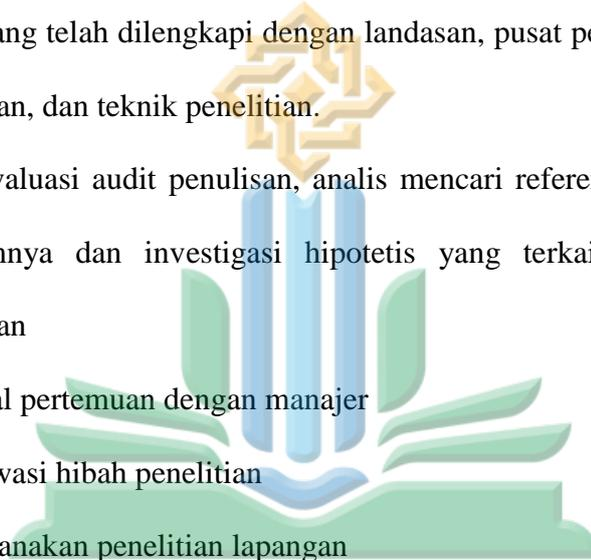 ang telah dilengkapi dengan landasan, pusat pe
an, dan teknik penelitian.
valuasi audit penulisan, analis mencari refere
nnya dan investigasi hipotetis yang terkai
an
al pertemuan dengan manajer
vasi hibah penelitian
anakan penelitian lapangan